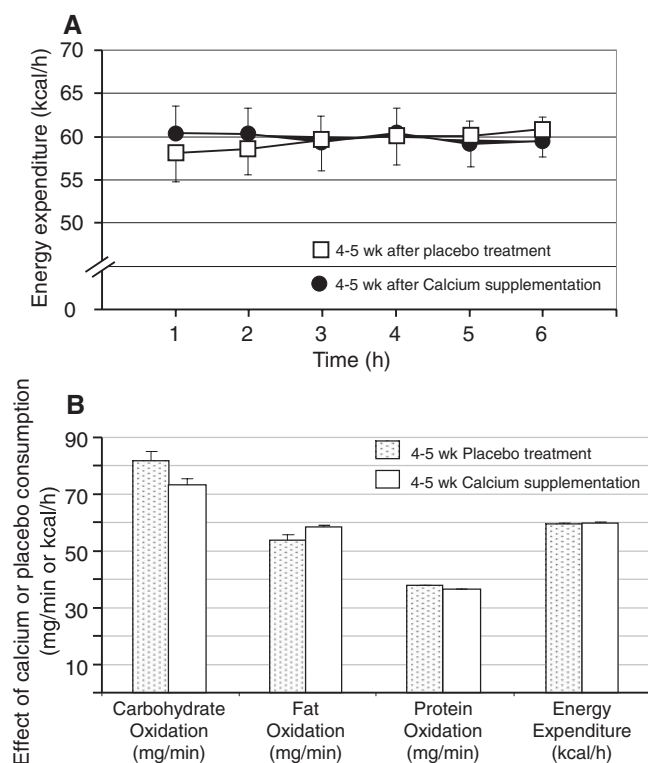 A
Energy expenditure (kcal/h)
70
65
60
55
50
0
4-5 wk after placebo treatment
4-5 wk after Calcium supplementation
1 2 3 4 5 6
Time (h)
B
Effect of calcium or placebo consumption
(mg/min or kcal/h)
90
70
50
30
10
4-5 wk Placebo treatment
4-5 wk Calcium supplementation
Carbohydrate
Oxidation
(mg/min)
Fat
Oxidation
(mg/min)
Protein
Oxidation
(mg/min)
Energy
Expenditure
(kcal/h)